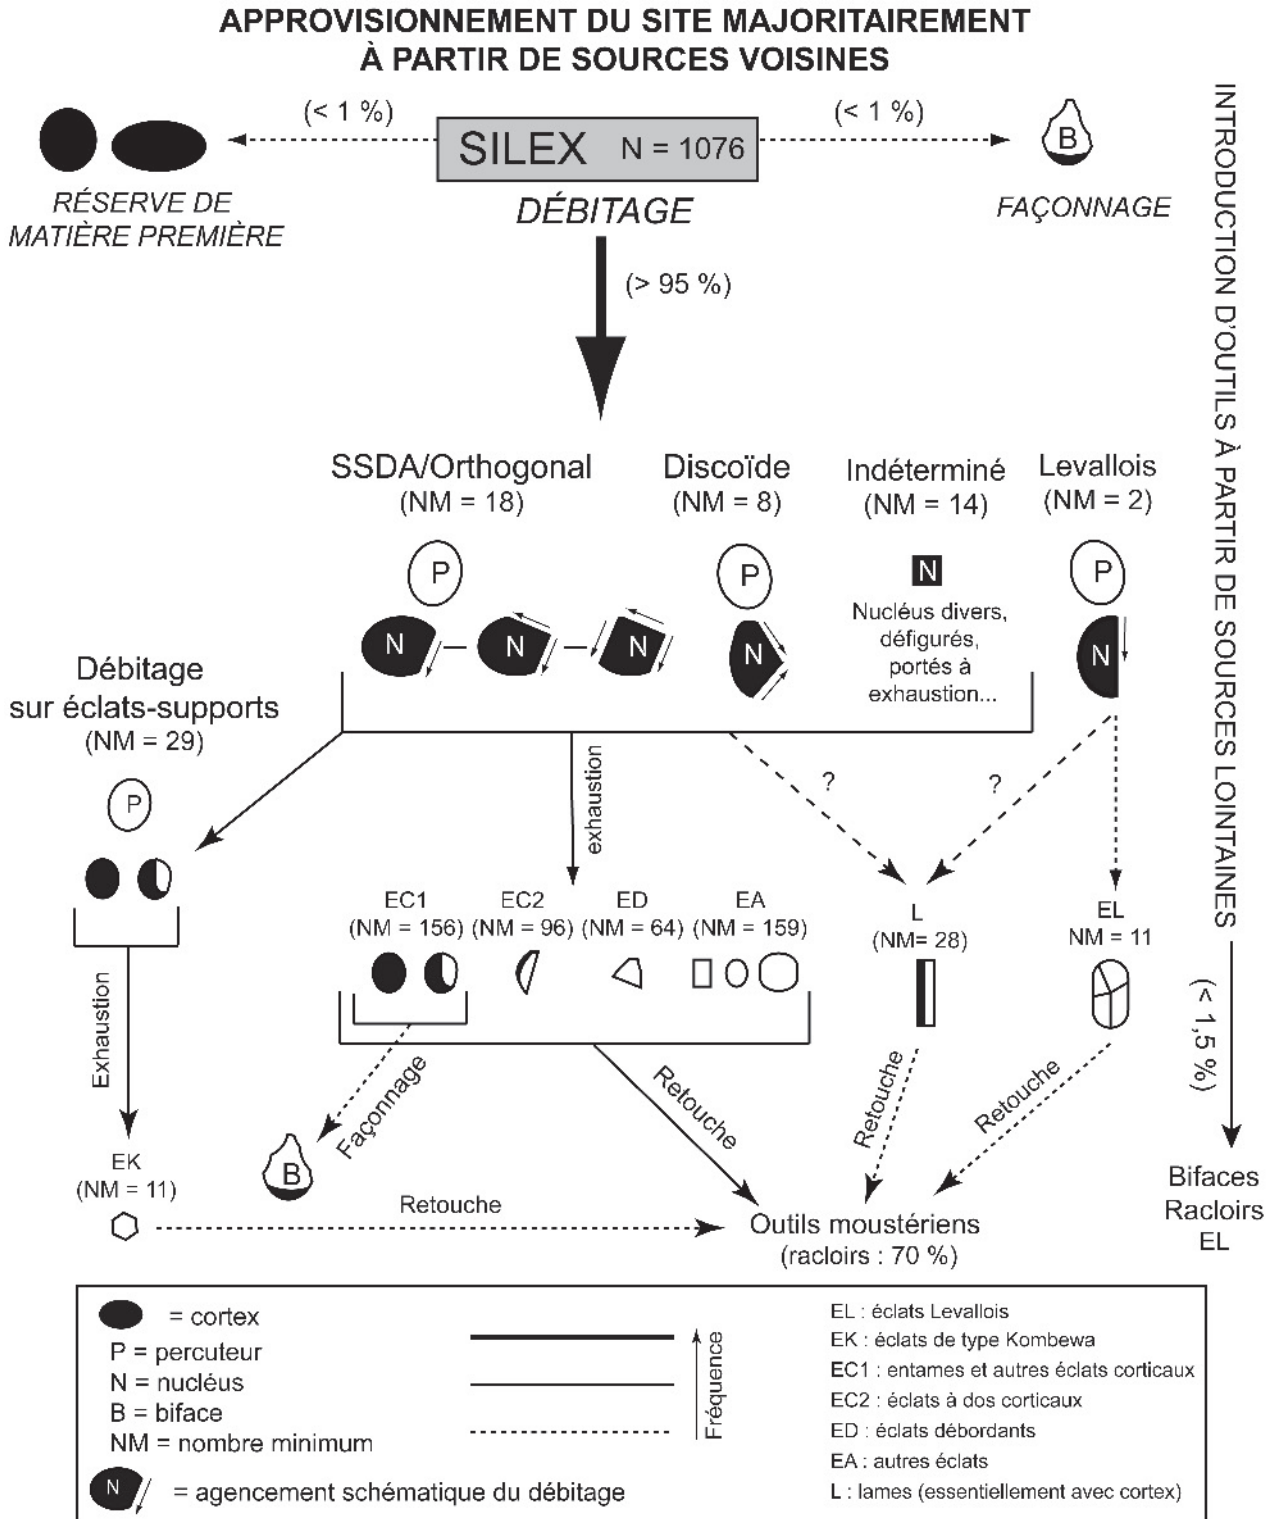 APPROVISIONNEMENT DU SITE MAJORITAIREMENT
À PARTIR DE SOURCES VOISINES
(< 1 %)
(< 1 %)
SILEX N = 1076
B
RÉSERVE DE
MATIÈRE PREMIÈRE
DÉBITAGE
FAÇONNAGE
(> 95 %)
INTRODUCTION D'OUTILS À PARTIR DE SOURCES LOINTAINES
(< 1,5 %)
Bifaces
Racloirs
EL
SSDA/Orthogonal
(NM = 18)
P
N
N
N
Discoïde
(NM = 8)
P
N
Indéterminé
(NM = 14)
N
Nucléus divers,
défigurés,
portés à
exhaustion...
Levallois
(NM = 2)
P
N
Débitage
sur éclats-supports
(NM = 29)
P
exhaustion
?
?
EC1
(NM = 156)
EC2
(NM = 96)
ED
(NM = 64)
EA
(NM = 159)
L
(NM= 28)
EL
NM = 11
Exhaustion
Façonnage
Retouche
Retouche
Retouche
B
EK
(NM = 11)
Retouche
Outils moustériens
(racloirs : 70 %)
= cortex
P = percuteur
N = nucléus
B = biface
NM = nombre minimum
N
= agencement schématique du débitage
Fréquence
EL : éclats Levallois
EK : éclats de type Kombewa
EC1 : entames et autres éclats corticaux
EC2 : éclats à dos corticaux
ED : éclats débordants
EA : autres éclats
L : lames (essentiellement avec cortex)